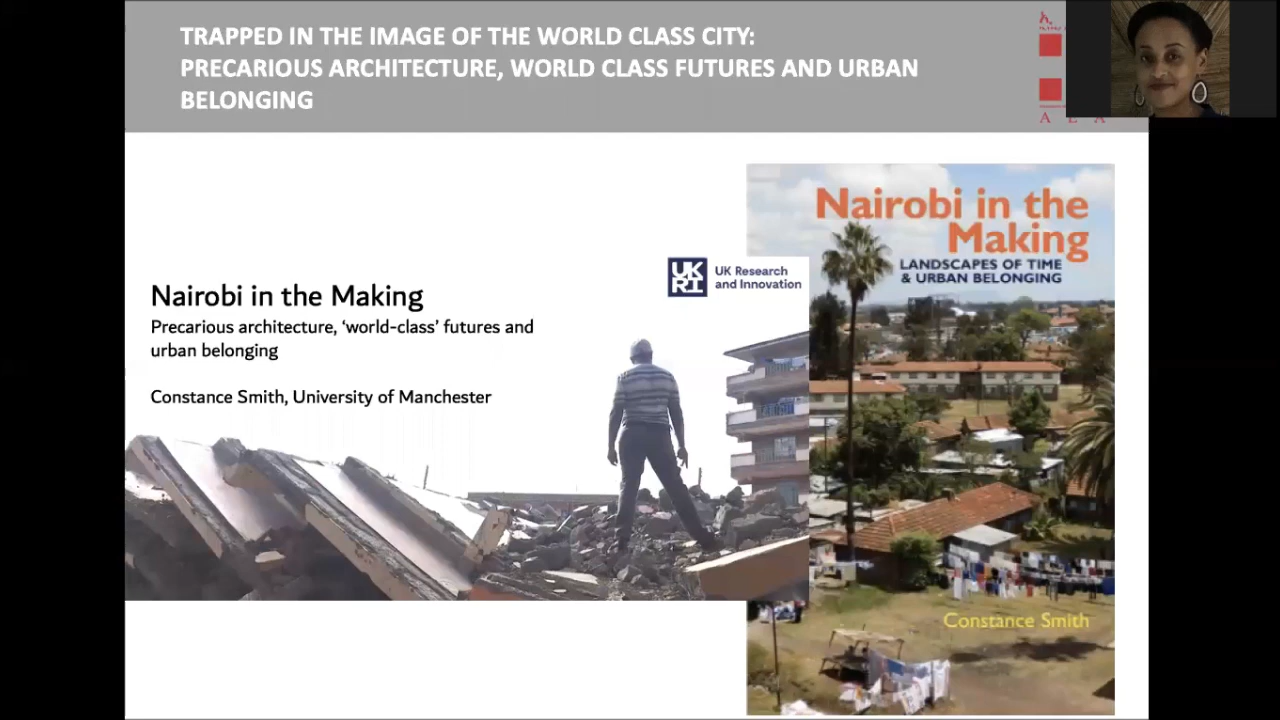 TRAPPED IN THE IMAGE OF THE WORLD CLASS CITY:
PRECARIOUS ARCHITECTURE, WORLD CLASS FUTURES AND URBAN
BELONGING
A L A
Nairobi in the
Making
LANDSCAPES OF TIME
& URBAN BELONGING
UK
RI
UK Research
and Innovation
Nairobi in the Making
Precarious architecture, ‘world-class’ futures and
urban belonging
Constance Smith, University of Manchester
Constance Smith